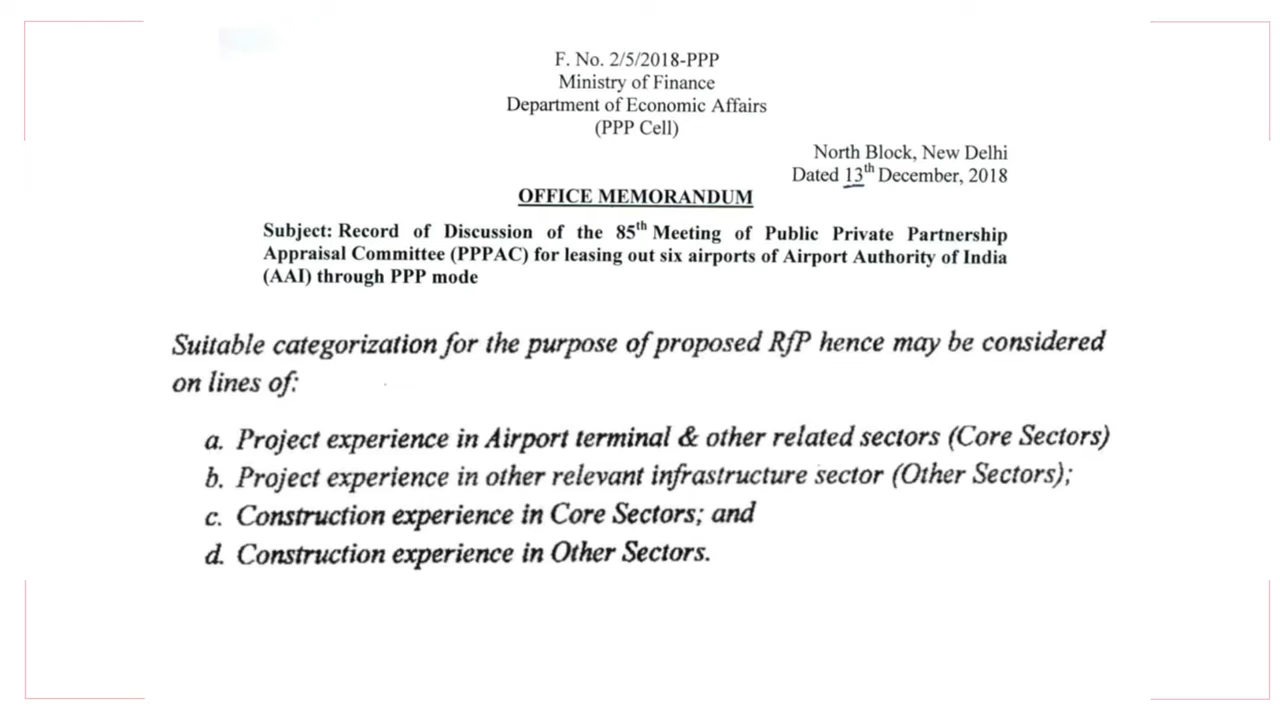 F. No. 2/5/2018-PPP
Ministry of Finance
Department of Economic Affairs
(PPP Cell)
North Block, New Delhi
Dated 13th December, 2018
OFFICE MEMORANDUM
Subject: Record of Discussion of the 85th Meeting of Public Private Partnership
Appraisal Committee (PPPAC) for leasing out six airports of Airport Authority of India
(AAI) through PPP mode
Suitable categorization for the purpose of proposed RfP hence may be considered
on lines of:
a. Project experience in Airport terminal & other related sectors (Core Sectors)
b. Project experience in other relevant infrastructure sector (Other Sectors);
c. Construction experience in Core Sectors; and
d. Construction experience in Other Sectors.